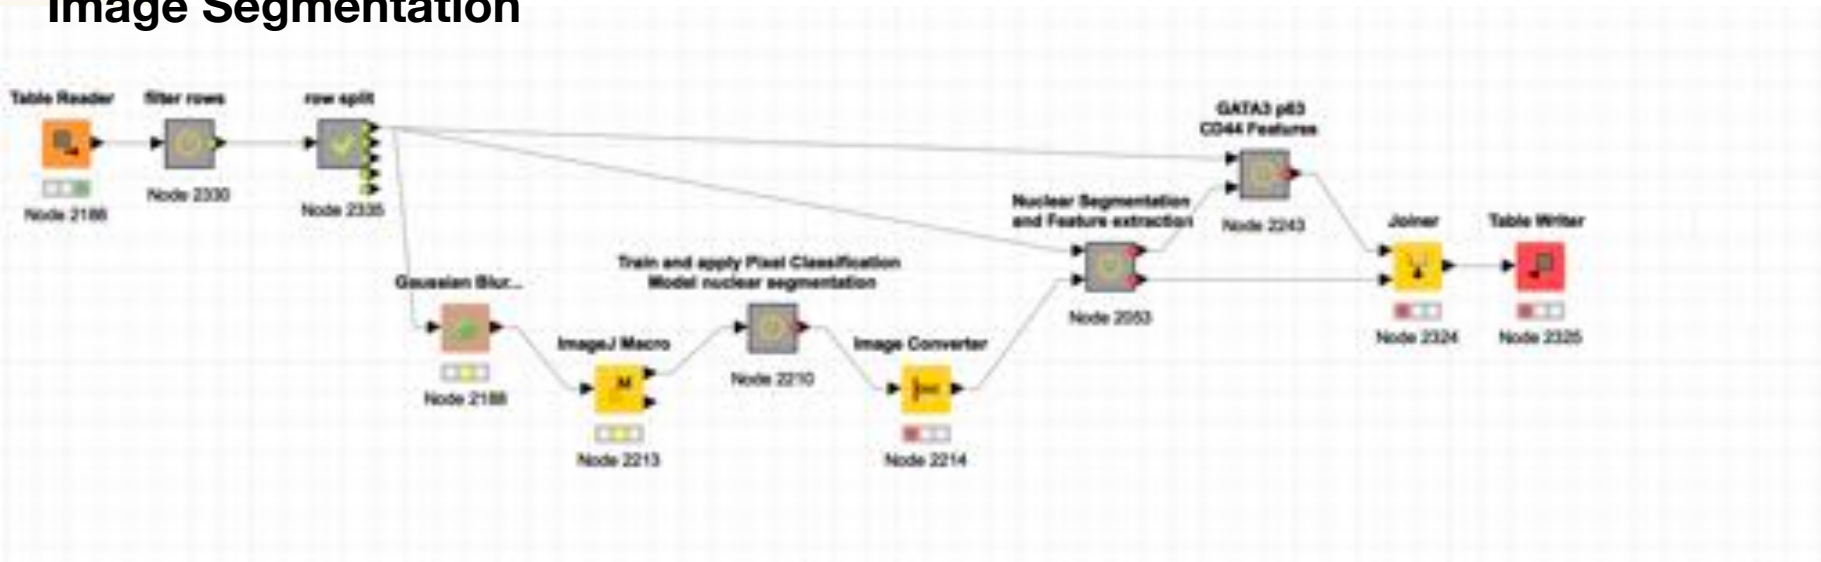 Image Segmentation
Table Reader
filter rows
row split
Node 2186
Node 2330
Node 2335
GATA3 p63
CD44 Features
Node 2243
Nuclear Segmentation
and Feature extraction
Node 2053
Joiner
Table Writer
Node 2324
Node 2325
Gaussian Blur...
Node 2188
Train and apply Pixel Classification
Model nuclear segmentation
Node 2210
ImageJ Macro
Node 2213
Image Converter
Node 2214
M